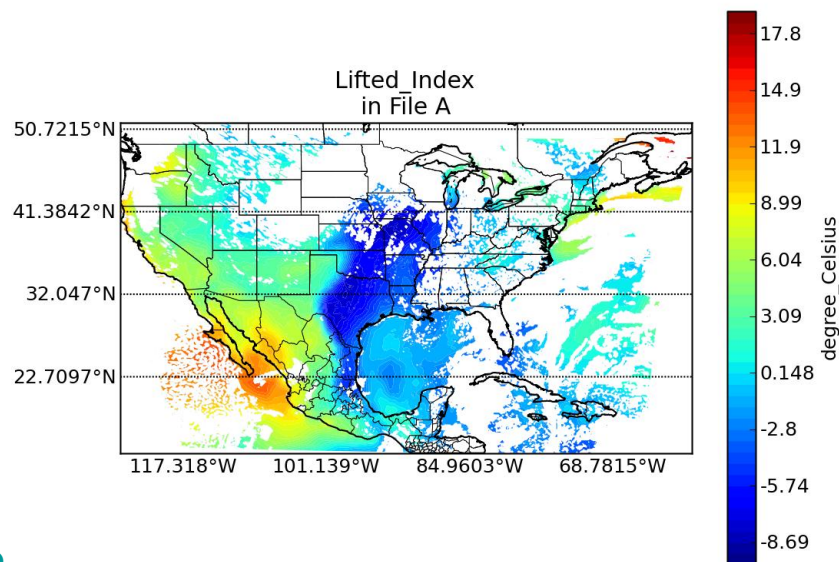 Lifted_Index
in File A
50.7215°N
41.3842°N
32.047°N
22.7097°N
117.318°W
101.139°W
84.9603°W
68.7815°W
17.8
14.9
11.9
8.99
6.04
3.09
0.148
-2.8
-5.74
-8.69
degree_Celsius